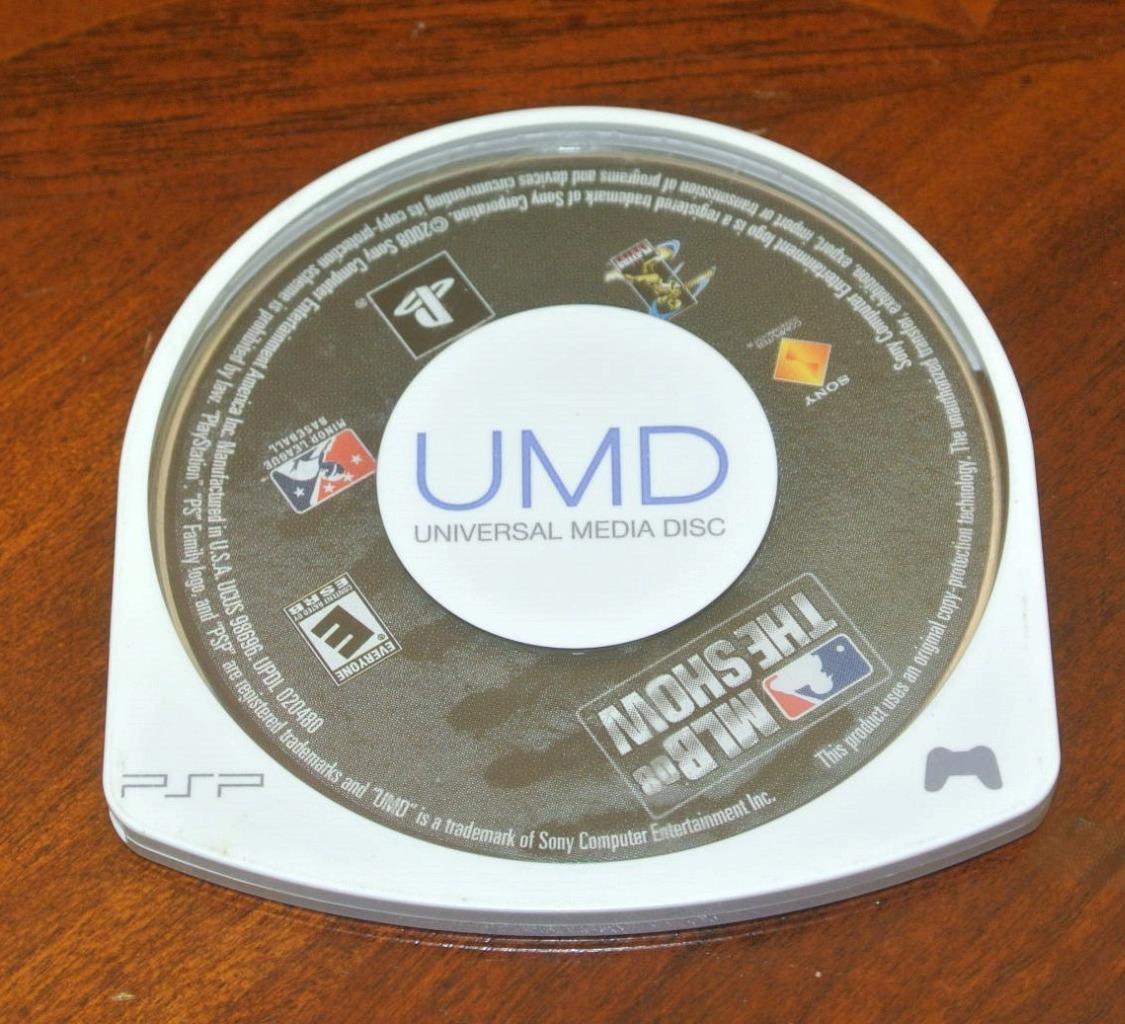 UMD
UNIVERSAL MEDIA DISC
MLB 08
THE SHOW
EVERYONE
E
CONTENT RATED BY
ESRB
MINOR LEAGUE
BASEBALL
SONY
PSP
©2008 Sony Computer Entertainment America Inc. Manufactured in U.S.A. UCUS 98696. UPDL 020480
"PlayStation", "PS" Family logo, and "PSP" are registered trademarks and "UMD" is a trademark of Sony Computer Entertainment Inc.
Sony Computer Entertainment logo is a registered trademark of Sony Corporation.
This product uses an original copy-protection technology. The unauthorized transfer, exhibition, export, import or transmission of programs and devices circumventing its copy-protection scheme is prohibited by law.